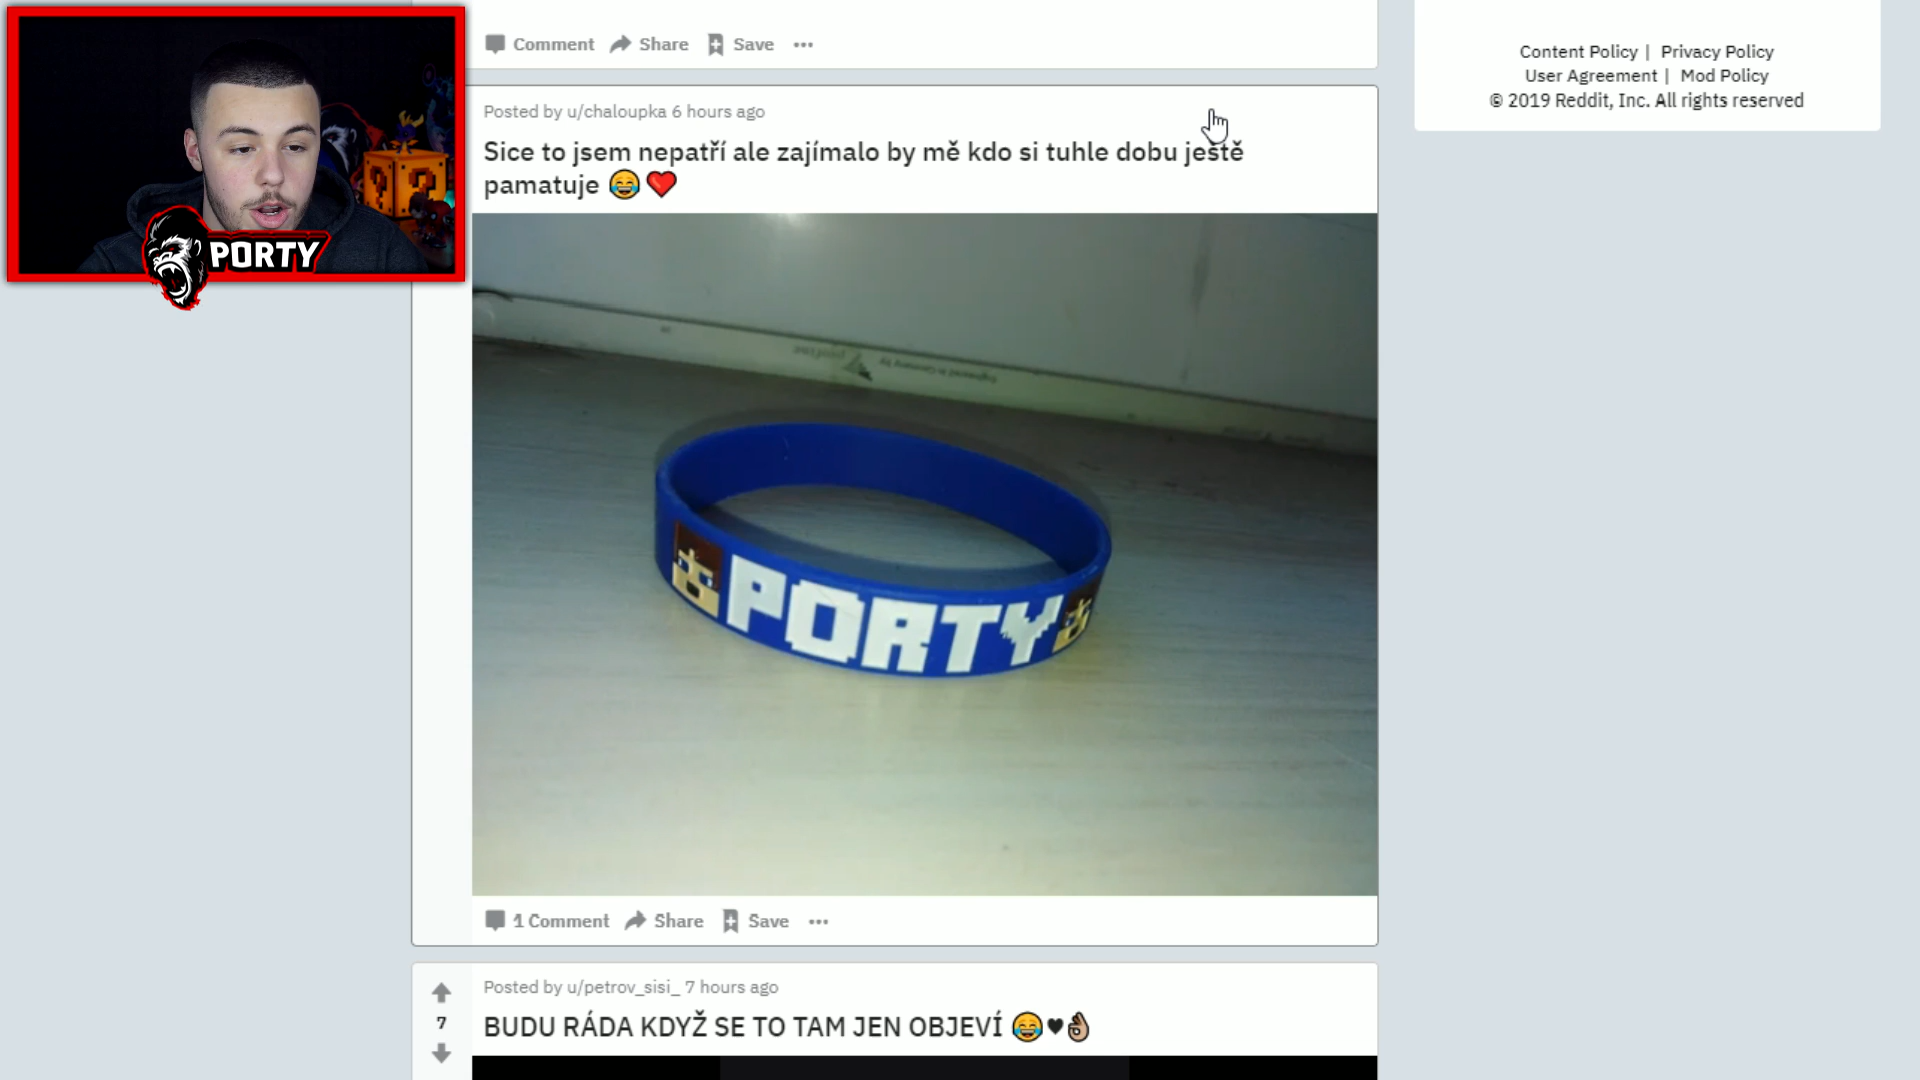 Comment Share Save
Content Policy | Privacy Policy
User Agreement | Mod Policy
© 2019 Reddit, Inc. All rights reserved
Posted by u/chaloupka 6 hours ago
Sice to jsem nepatří ale zajímalo by mě kdo si tuhle dobu ještě
pamatuje 😂❤️
PORTY
PORTY
1 Comment Share Save
Posted by u/petrov_sisi_ 7 hours ago
7
BUDU RÁDA KDYŽ SE TO TAM JEN OBJEVÍ 😂♥👌🏼